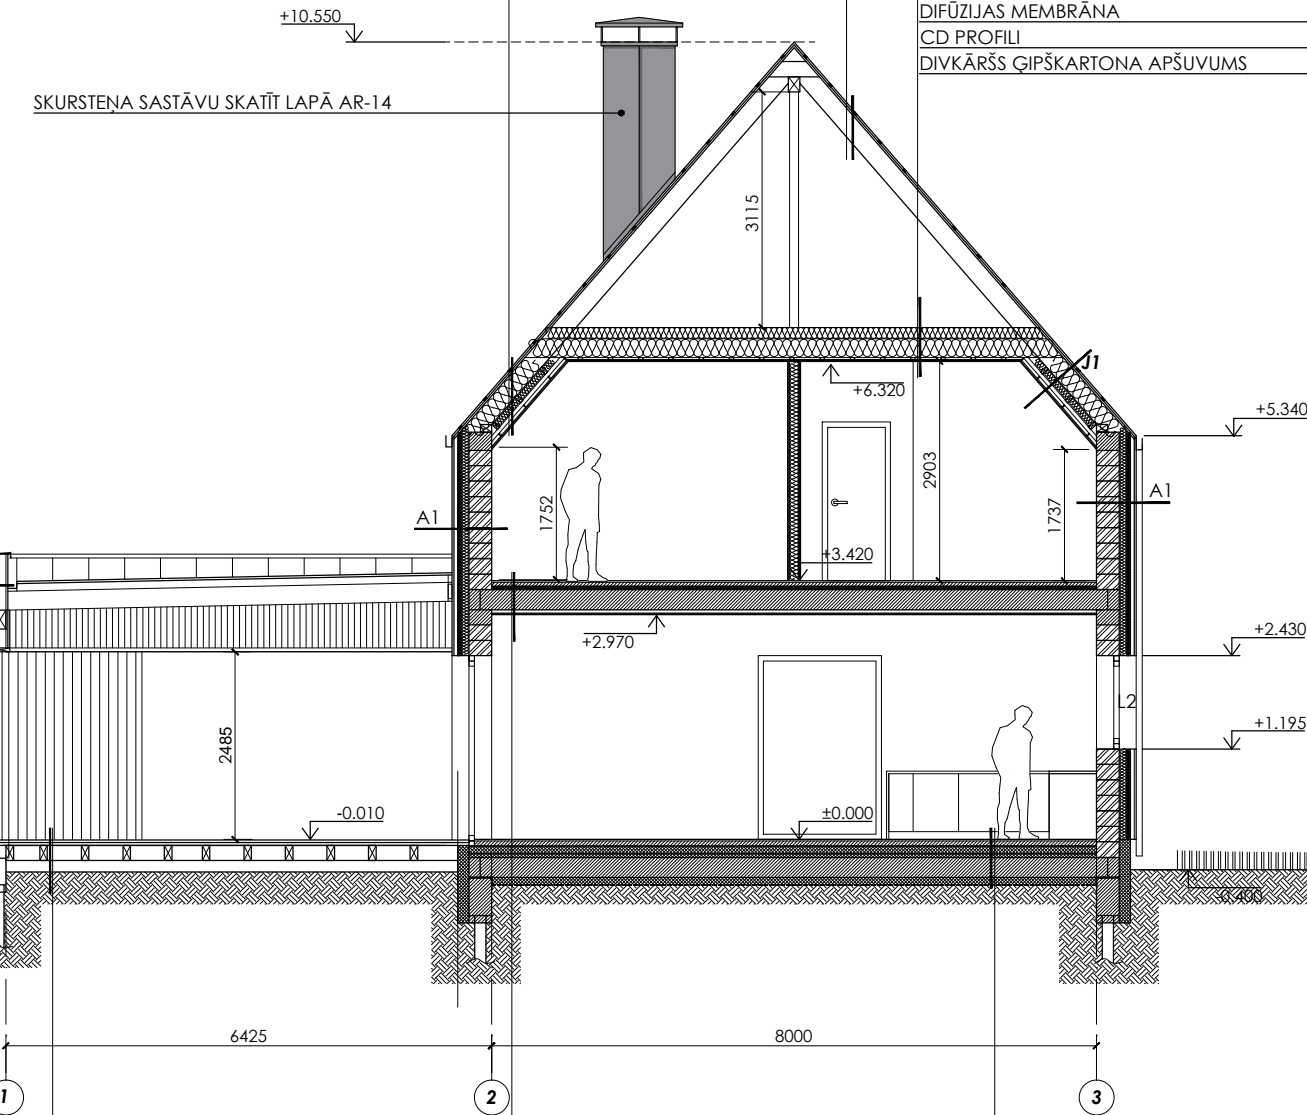 DIFŪZIJAS MEMBRĀNA
+10.550
CD PROFILI
DIVKĀRŠS ĢIPŠKARTONA APŠUVUMS
SKURSTEŅA SASTĀVU SKATĪT LAPĀ AR-14
3115
J1
+6.320
+5.340
2903
A1
1752
1737
A1
+3.420
+2.970
+2.430
L2
+1.195
2485
-0.010
±0.000
-0.400
6425
8000
1
2
3